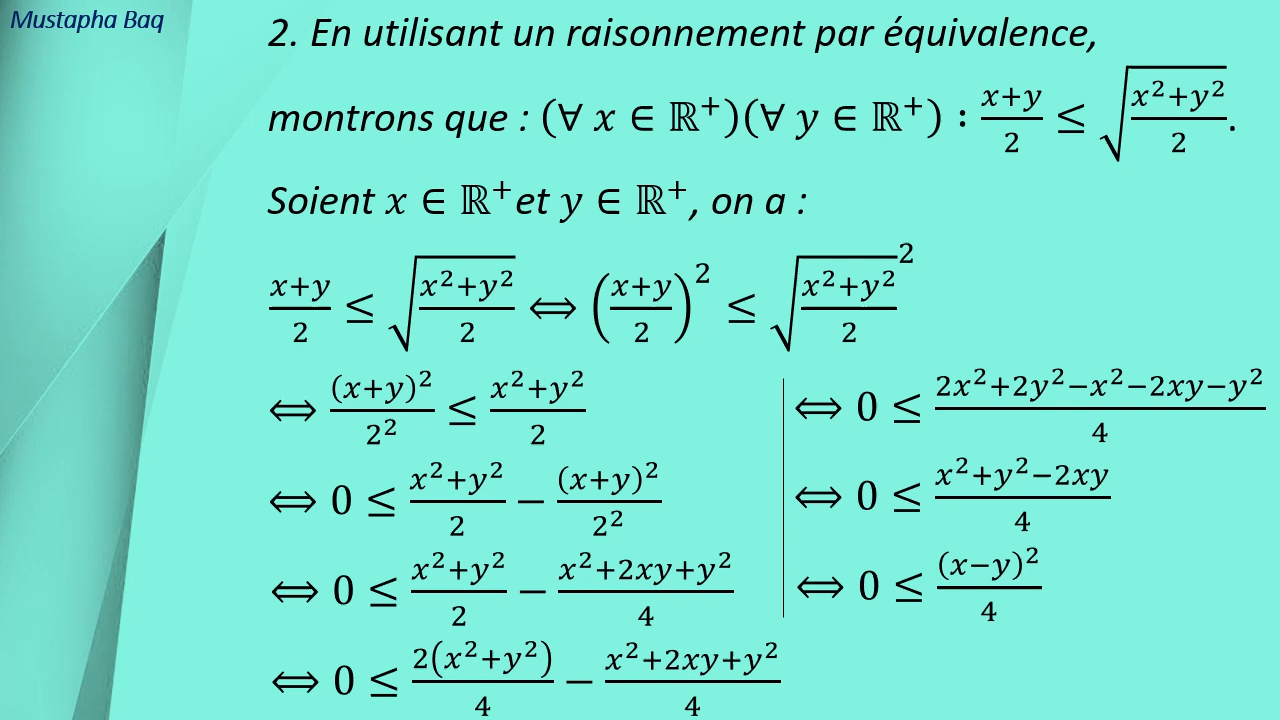 Mustapha Baq
2. En utilisant un raisonnement par équivalence,
montrons que : (∀ x ∈ ℝ⁺)(∀ y ∈ ℝ⁺) : (x+y)/2 ≤ √((x²+y²)/2).
Soient x ∈ ℝ⁺et y ∈ ℝ⁺, on a :
(x+y)/2 ≤ √((x²+y²)/2) ⟺ ((x+y)/2)² ≤ √((x²+y²)/2)²
⟺ (x+y)²/2² ≤ (x²+y²)/2
⟺ 0 ≤ (x²+y²)/2 − (x+y)²/2²
⟺ 0 ≤ (x²+y²)/2 − (x²+2xy+y²)/4
⟺ 0 ≤ 2(x²+y²)/4 − (x²+2xy+y²)/4
⟺ 0 ≤ (2x²+2y²−x²−2xy−y²)/4
⟺ 0 ≤ (x²+y²−2xy)/4
⟺ 0 ≤ (x−y)²/4